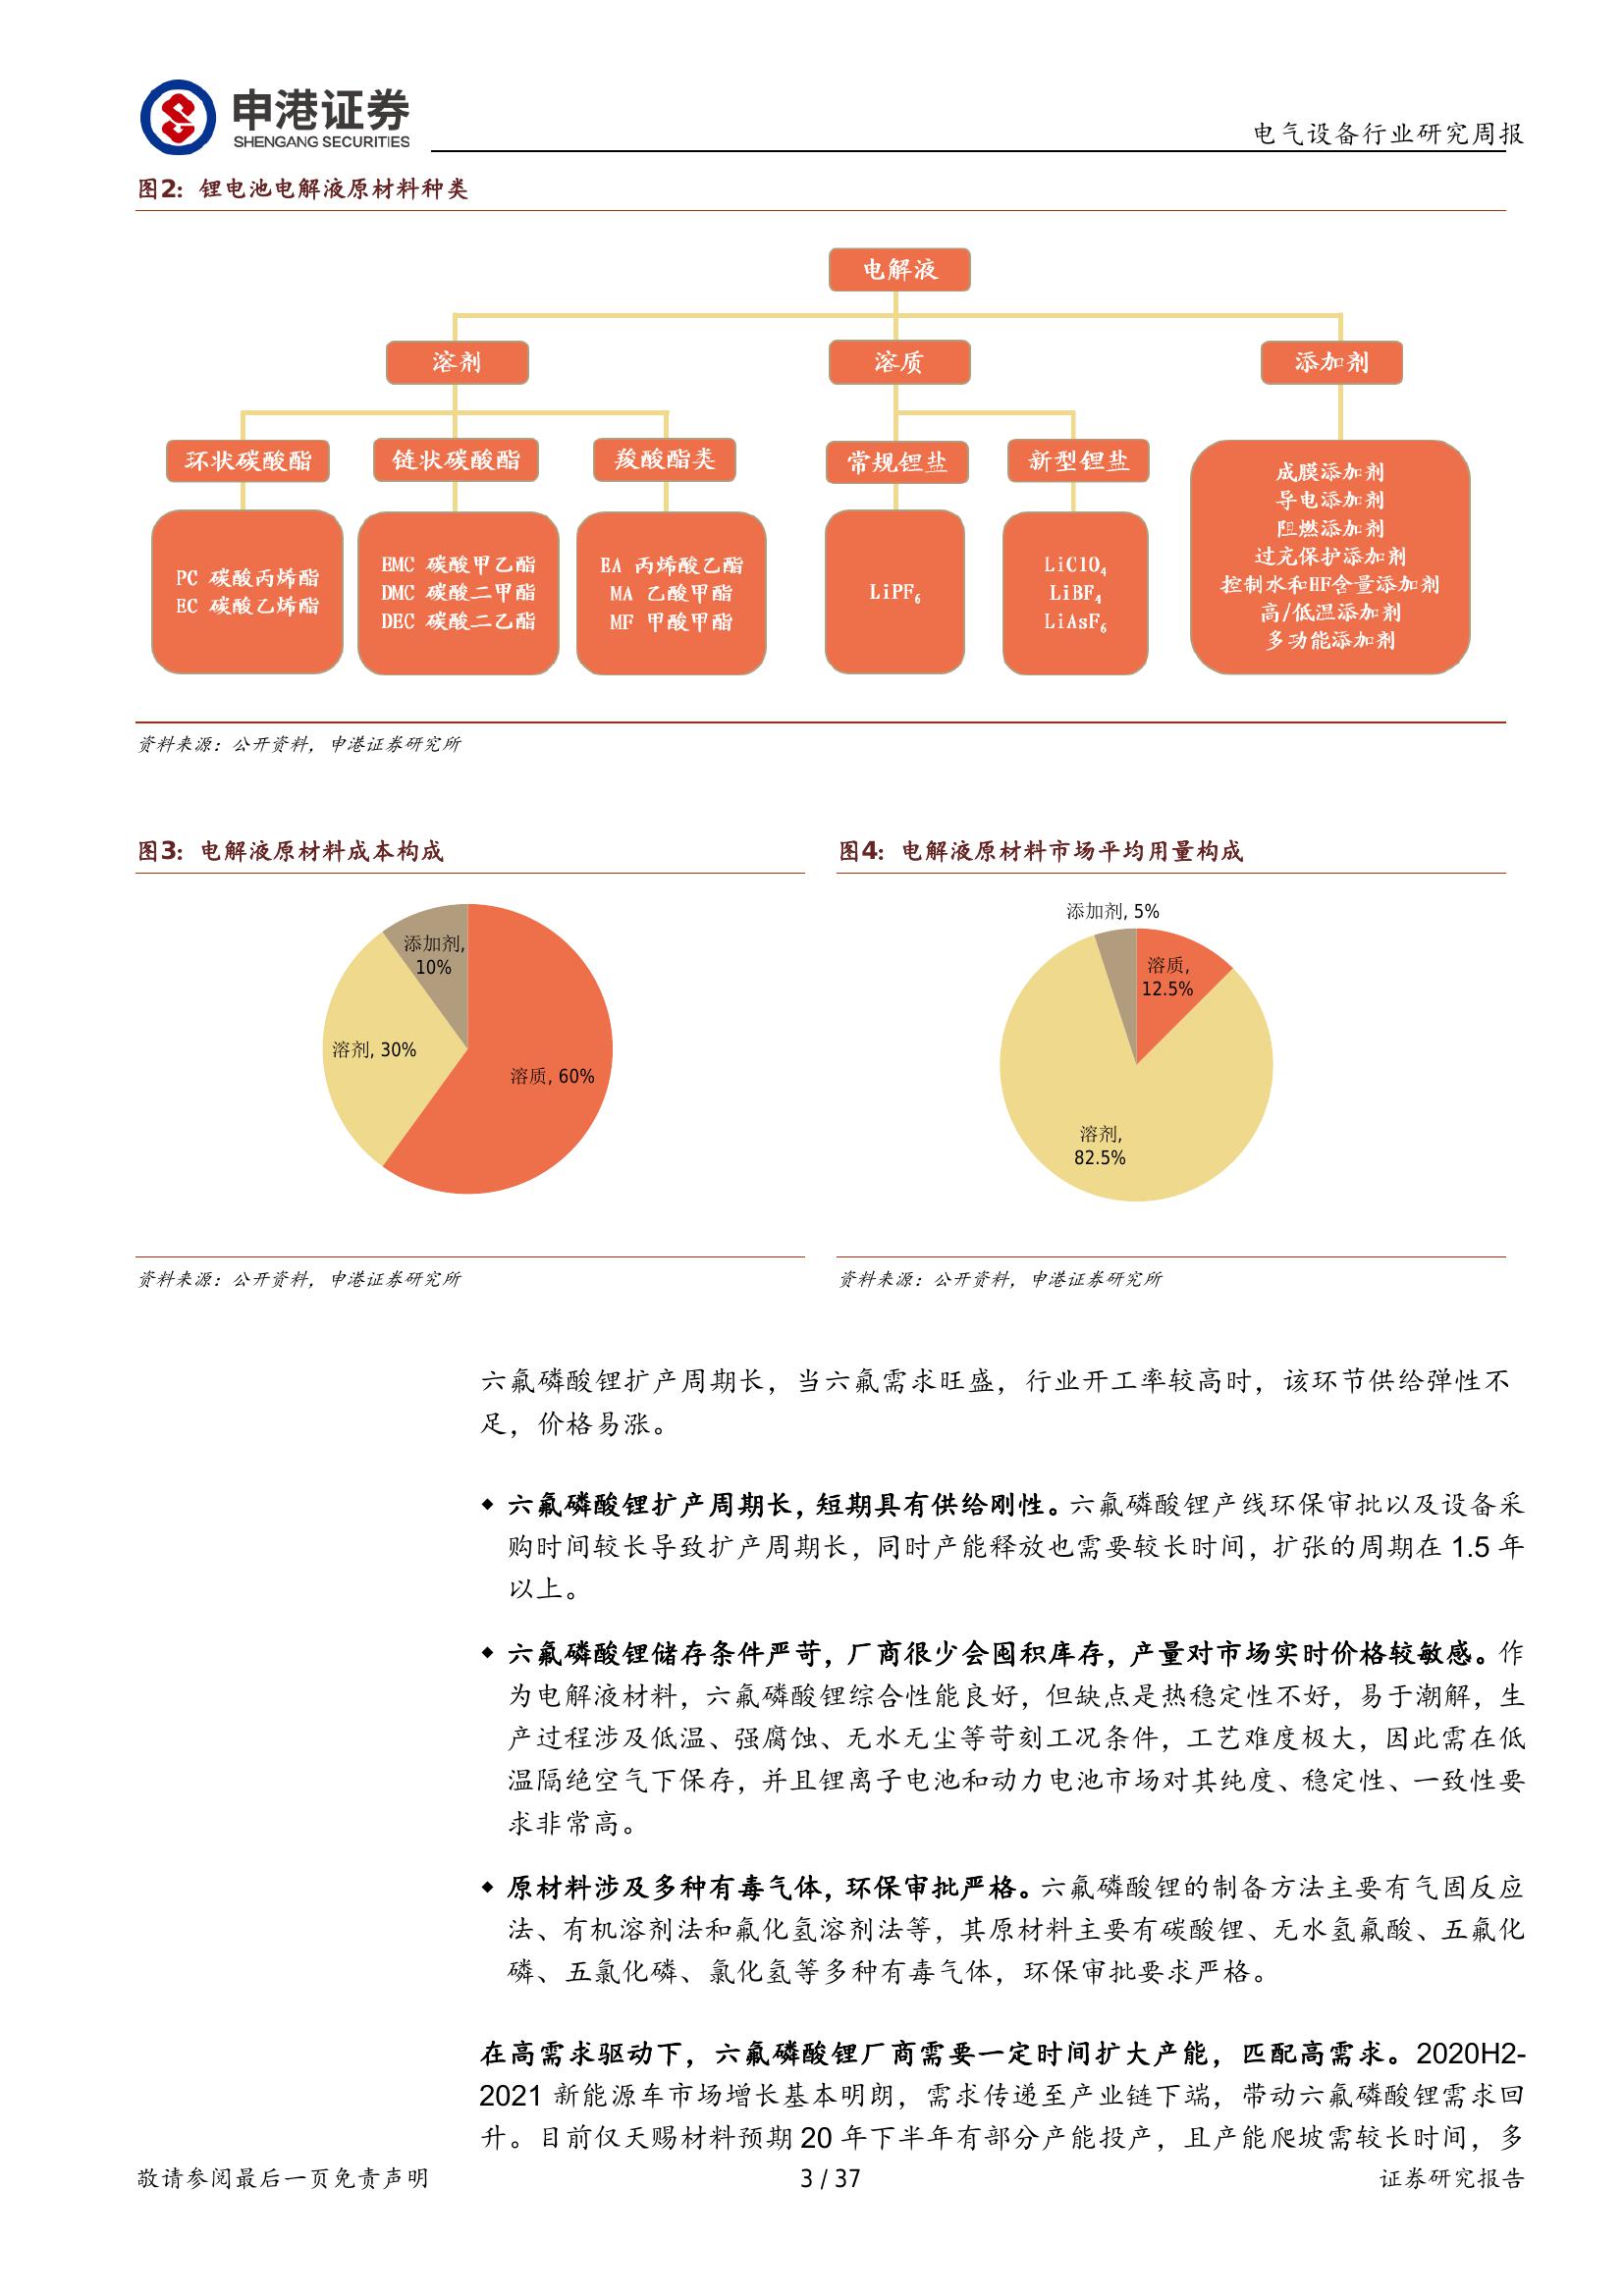 申港证券
SHENGANG SECURITIES
电气设备行业研究周报
图2: 锂电池电解液原材料种类
电解液
溶剂
溶质
添加剂
环状碳酸酯
链状碳酸酯
羧酸酯类
常规锂盐
新型锂盐
PC 碳酸丙烯酯
EC 碳酸乙烯酯
EMC 碳酸甲乙酯
DMC 碳酸二甲酯
DEC 碳酸二乙酯
EA 丙烯酸乙酯
MA 乙酸甲酯
MF 甲酸甲酯
LiPF₆
LiClO₄
LiBF₄
LiAsF₆
成膜添加剂
导电添加剂
阻燃添加剂
过充保护添加剂
控制水和HF含量添加剂
高/低温添加剂
多功能添加剂
资料来源：公开资料，申港证券研究所
图3: 电解液原材料成本构成
添加剂,
10%
溶剂, 30%
溶质, 60%
资料来源：公开资料，申港证券研究所
图4: 电解液原材料市场平均用量构成
添加剂, 5%
溶质,
12.5%
溶剂,
82.5%
资料来源：公开资料，申港证券研究所
六氟磷酸锂扩产周期长，当六氟需求旺盛，行业开工率较高时，该环节供给弹性不
足，价格易涨。
◆ 六氟磷酸锂扩产周期长，短期具有供给刚性。六氟磷酸锂产线环保审批以及设备采
购时间较长导致扩产周期长，同时产能释放也需要较长时间，扩张的周期在 1.5 年
以上。
◆ 六氟磷酸锂储存条件严苛，厂商很少会囤积库存，产量对市场实时价格较敏感。作
为电解液材料，六氟磷酸锂综合性能良好，但缺点是热稳定性不好，易于潮解，生
产过程涉及低温、强腐蚀、无水无尘等苛刻工况条件，工艺难度极大，因此需在低
温隔绝空气下保存，并且锂离子电池和动力电池市场对其纯度、稳定性、一致性要
求非常高。
◆ 原材料涉及多种有毒气体，环保审批严格。六氟磷酸锂的制备方法主要有气固反应
法、有机溶剂法和氟化氢溶剂法等，其原材料主要有碳酸锂、无水氢氟酸、五氟化
磷、五氯化磷、氯化氢等多种有毒气体，环保审批要求严格。
在高需求驱动下，六氟磷酸锂厂商需要一定时间扩大产能，匹配高需求。2020H2-
2021 新能源车市场增长基本明朗，需求传递至产业链下端，带动六氟磷酸锂需求回
升。目前仅天赐材料预期 20 年下半年有部分产能投产，且产能爬坡需较长时间，多
敬请参阅最后一页免责声明
3 / 37
证券研究报告